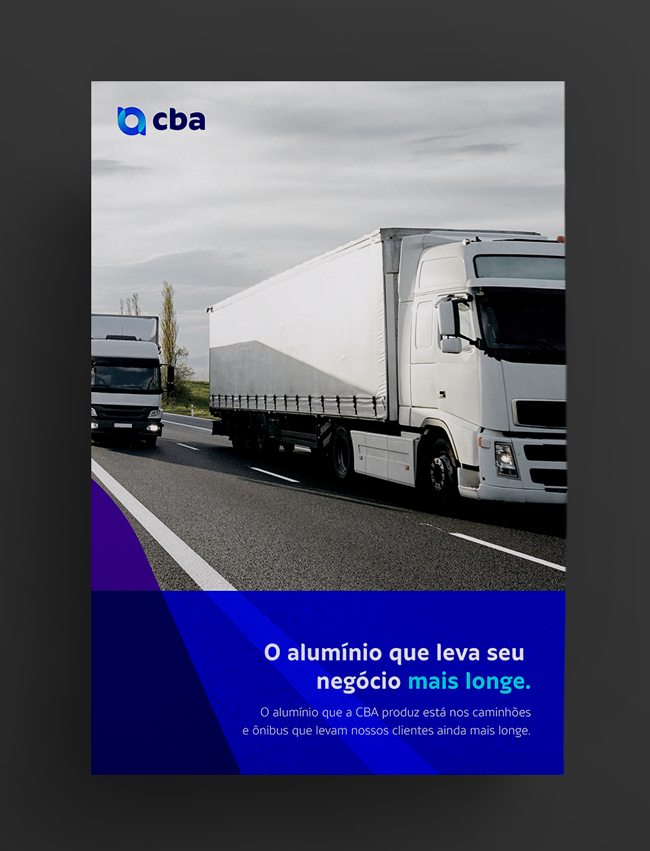 cba
O alumínio que leva seu
negócio mais longe.
O alumínio que a CBA produz está nos caminhões
e ônibus que levam nossos clientes ainda mais longe.